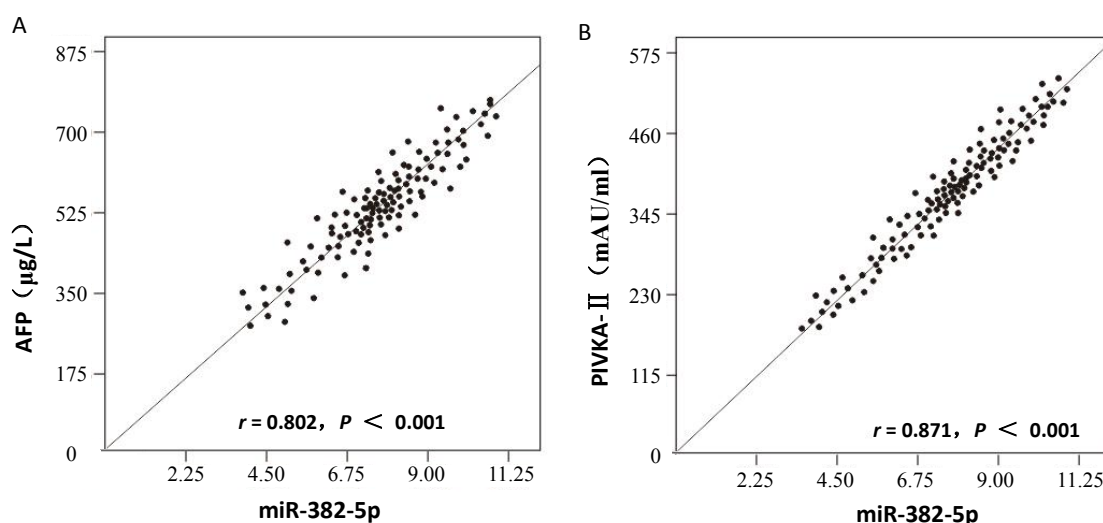 A
AFP（μg/L）
875
700
525
350
175
0
2.25 4.50 6.75 9.00 11.25
r = 0.802，P ＜ 0.001
miR-382-5p
B
PIVKA-Ⅱ（mAU/ml）
575
460
345
230
115
0
2.25 4.50 6.75 9.00 11.25
r = 0.871，P ＜ 0.001
miR-382-5p